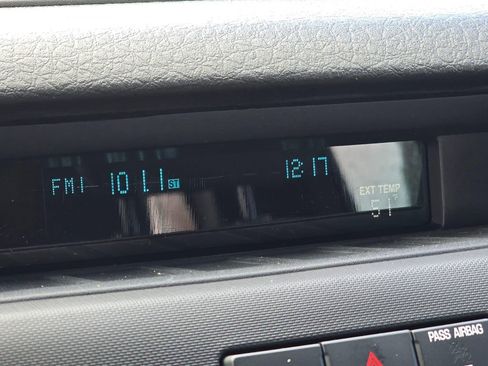 FM1 101.1 ST 12:17
EXT TEMP
51°F
PASS AIRBAG